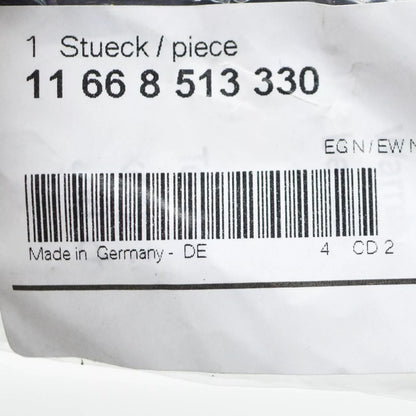 1 Stueck / piece
11 66 8 513 330
EG N / EW N
Made in Germany - DE 4 CD 2